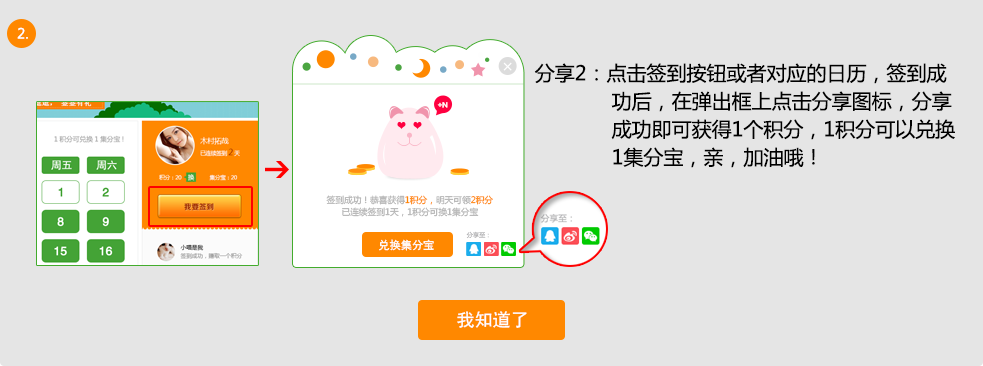 2.
签签有礼
1积分可兑换1集分宝！
周五
周六
1
2
8
9
15
16
木村拓哉
已连续签到2天
积分：20
换
集分宝：20
我要签到
签到成功，赚取一个积分
+N
签到成功！恭喜获得1积分，明天可领2积分
已连续签到1天，1积分可换1集分宝
兑换集分宝
分享至：
分享至：
分享2：点击签到按钮或者对应的日历，签到成
功后，在弹出框上点击分享图标，分享
成功即可获得1个积分，1积分可以兑换
1集分宝，亲，加油哦！
我知道了